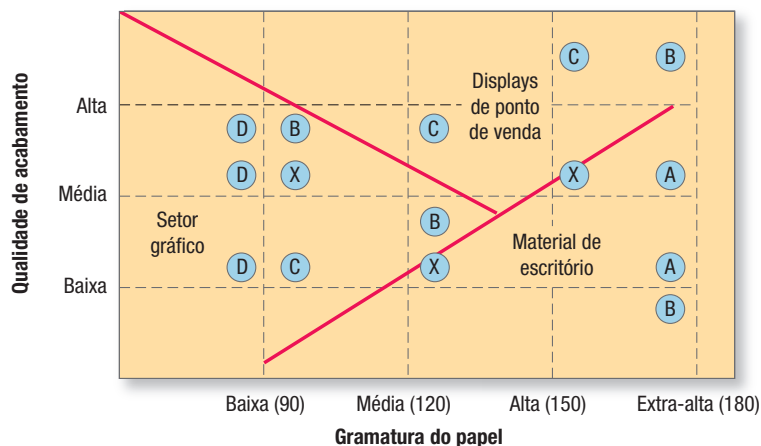 Qualidade de acabamento
Alta
Média
Baixa
C
B
Displays
de ponto
de venda
D
B
C
D
X
X
A
Setor
gráfico
B
Material de
escritório
D
C
X
A
B
Baixa (90)
Média (120)
Alta (150)
Extra-alta (180)
Gramatura do papel